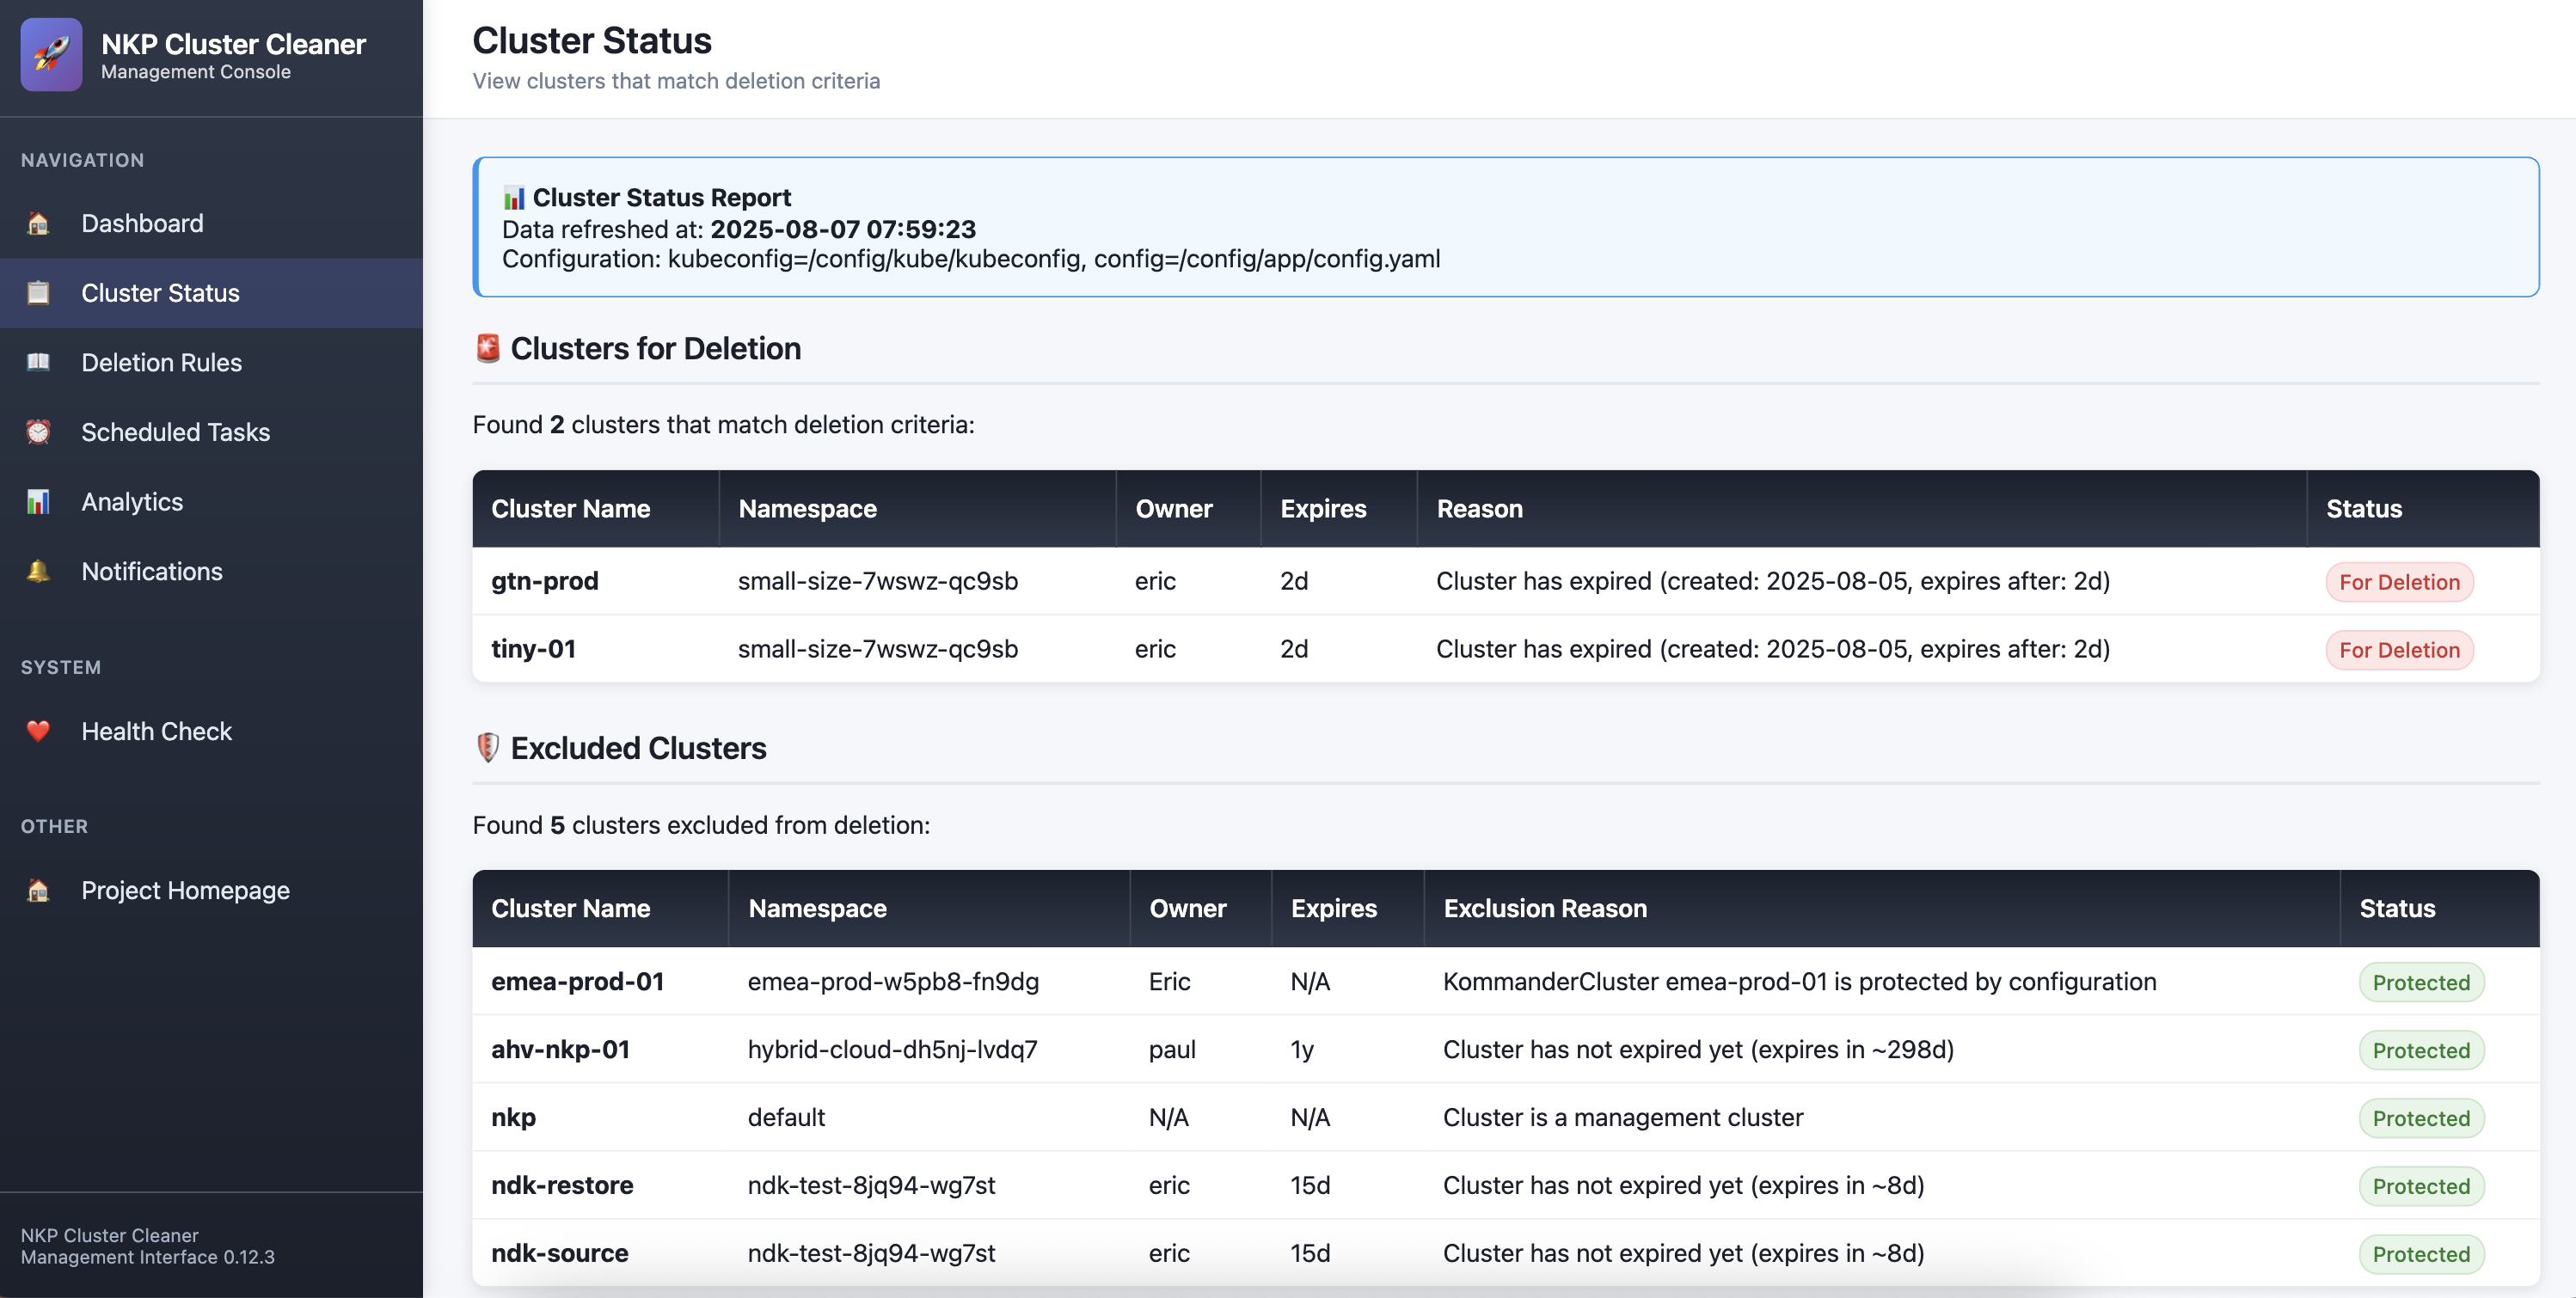 NKP Cluster Cleaner
Management Console
NAVIGATION
Dashboard
Cluster Status
Deletion Rules
Scheduled Tasks
Analytics
Notifications
SYSTEM
Health Check
OTHER
Project Homepage
NKP Cluster Cleaner
Management Interface 0.12.3
Cluster Status
View clusters that match deletion criteria
Cluster Status Report
Data refreshed at: 2025-08-07 07:59:23
Configuration: kubeconfig=/config/kube/kubeconfig, config=/config/app/config.yaml
Clusters for Deletion
Found 2 clusters that match deletion criteria:
Cluster Name Namespace Owner Expires Reason Status
gtn-prod small-size-7wswz-qc9sb eric 2d Cluster has expired (created: 2025-08-05, expires after: 2d) For Deletion
tiny-01 small-size-7wswz-qc9sb eric 2d Cluster has expired (created: 2025-08-05, expires after: 2d) For Deletion
Excluded Clusters
Found 5 clusters excluded from deletion:
Cluster Name Namespace Owner Expires Exclusion Reason Status
emea-prod-01 emea-prod-w5pb8-fn9dg Eric N/A KommanderCluster emea-prod-01 is protected by configuration Protected
ahv-nkp-01 hybrid-cloud-dh5nj-lvdq7 paul 1y Cluster has not expired yet (expires in ~298d) Protected
nkp default N/A N/A Cluster is a management cluster Protected
ndk-restore ndk-test-8jq94-wg7st eric 15d Cluster has not expired yet (expires in ~8d) Protected
ndk-source ndk-test-8jq94-wg7st eric 15d Cluster has not expired yet (expires in ~8d) Protected